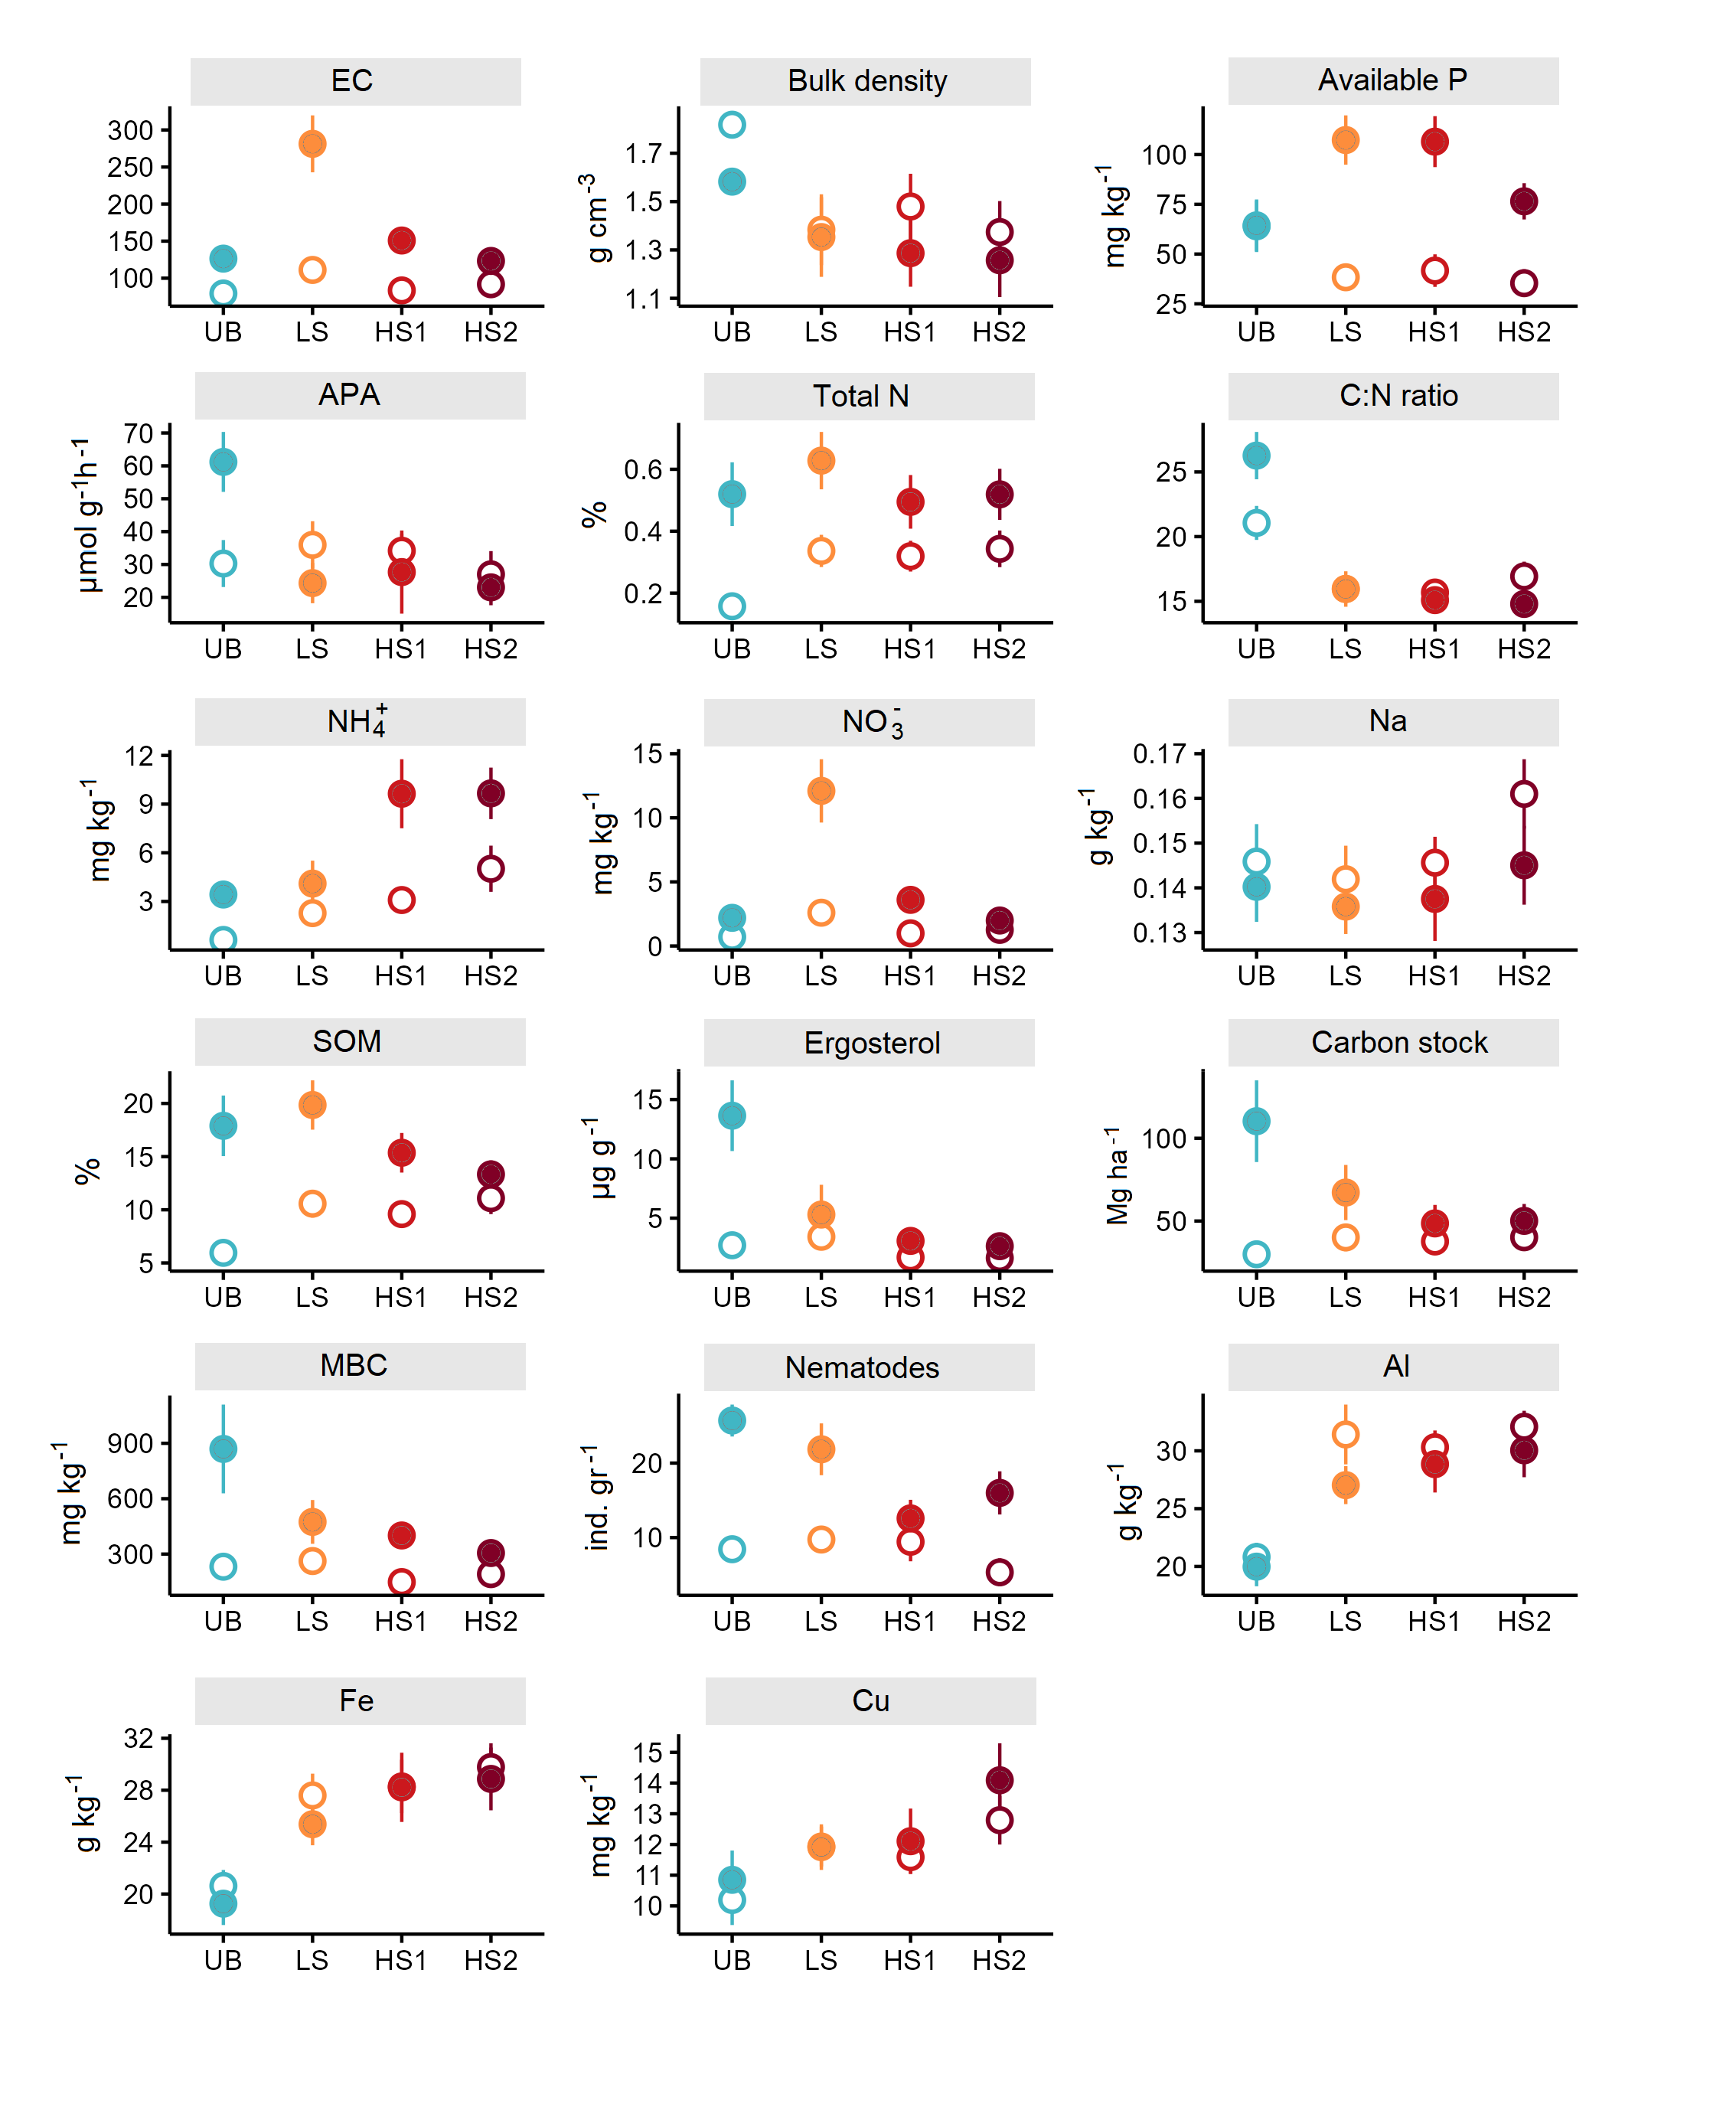 EC
Bulk density
Available P
300
250
200
150
100
UB LS HS1 HS2
g cm-3
1.7
1.5
1.3
1.1
UB LS HS1 HS2
mg kg-1
100
75
50
25
UB LS HS1 HS2
APA
Total N
C:N ratio
µmol g-1h-1
70
60
50
40
30
20
UB LS HS1 HS2
%
0.6
0.4
0.2
UB LS HS1 HS2
25
20
15
UB LS HS1 HS2
NH4+
NO3-
Na
mg kg-1
12
9
6
3
UB LS HS1 HS2
mg kg-1
15
10
5
0
UB LS HS1 HS2
g kg-1
0.17
0.16
0.15
0.14
0.13
UB LS HS1 HS2
SOM
Ergosterol
Carbon stock
%
20
15
10
5
UB LS HS1 HS2
µg g-1
15
10
5
UB LS HS1 HS2
Mg ha-1
100
50
UB LS HS1 HS2
MBC
Nematodes
Al
mg kg-1
900
600
300
UB LS HS1 HS2
ind. gr-1
20
10
UB LS HS1 HS2
g kg-1
30
25
20
UB LS HS1 HS2
Fe
Cu
g kg-1
32
28
24
20
UB LS HS1 HS2
mg kg-1
15
14
13
12
11
10
UB LS HS1 HS2